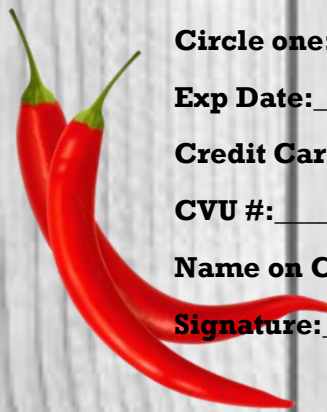 Circle one:
Exp Date:_
Credit Car
CVU #:____
Name on C
Signature:_